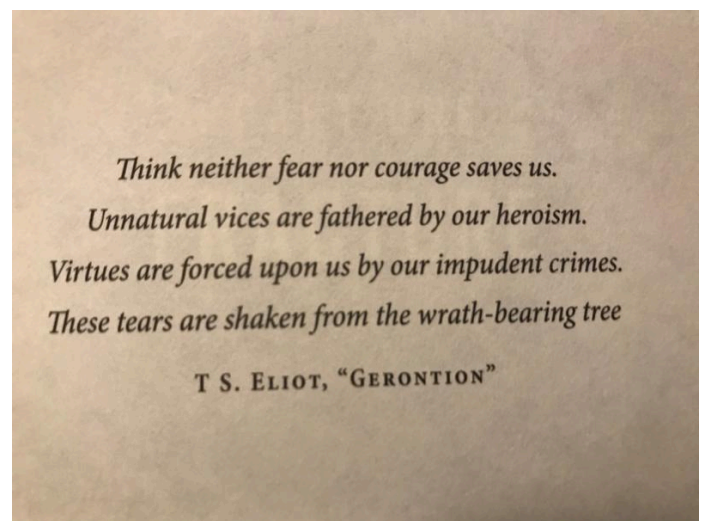 Think neither fear nor courage saves us.
Unnatural vices are fathered by our heroism.
Virtues are forced upon us by our impudent crimes.
These tears are shaken from the wrath-bearing tree
T S. Eliot, “Gerontion”